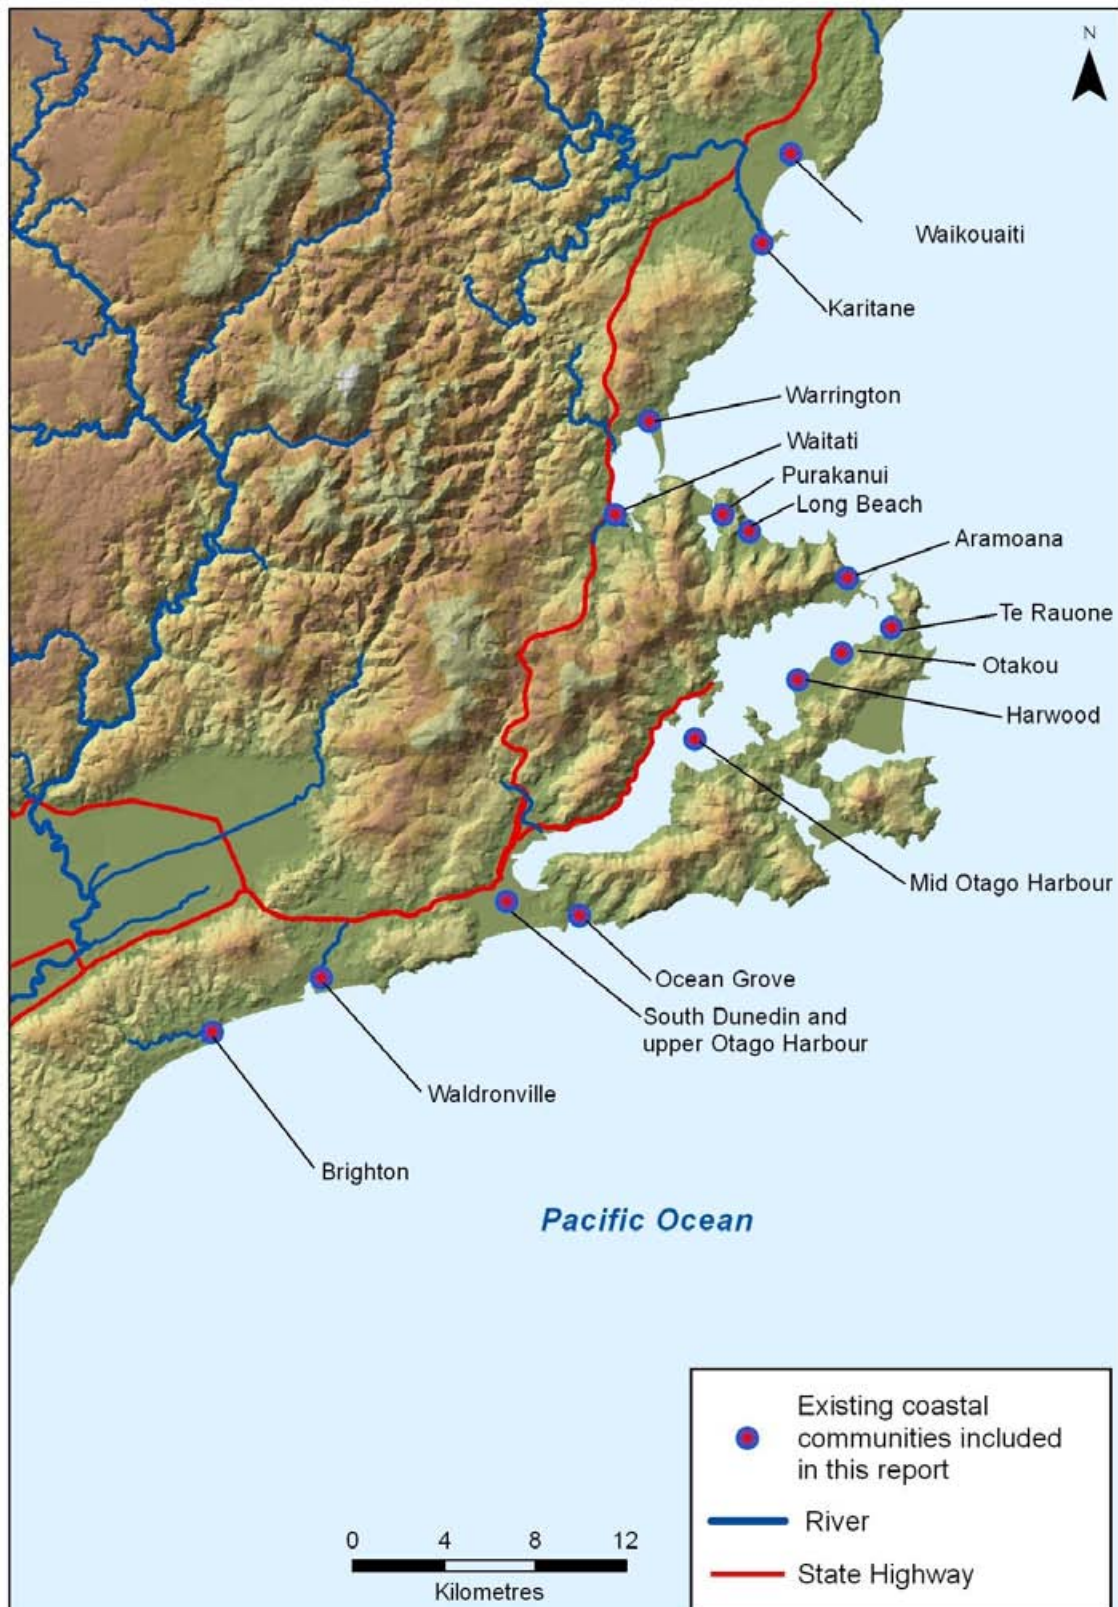 N
Waikouaiti
Karitane
Warrington
Waitati
Purakanui
Long Beach
Aramoana
Te Rauone
Otakou
Harwood
Mid Otago Harbour
Ocean Grove
South Dunedin and
upper Otago Harbour
Waldronville
Brighton
Pacific Ocean
Existing coastal
communities included
in this report
River
State Highway
0 4 8 12
Kilometres